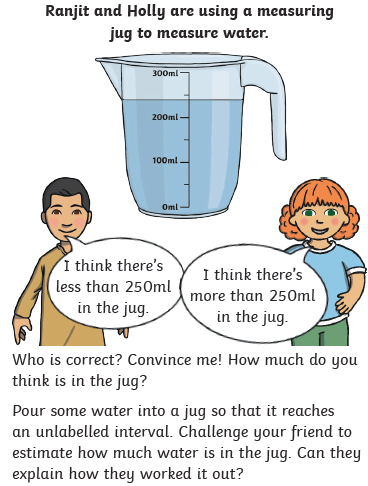 Ranjit and Holly are using a measuring
jug to measure water.
300ml
200ml
100ml
0ml
I think there's
less than 250ml
in the jug.
I think there's
more than 250ml
in the jug.
Who is correct? Convince me! How much do you
think is in the jug?
Pour some water into a jug so that it reaches
an unlabelled interval. Challenge your friend to
estimate how much water is in the jug. Can they
explain how they worked it out?